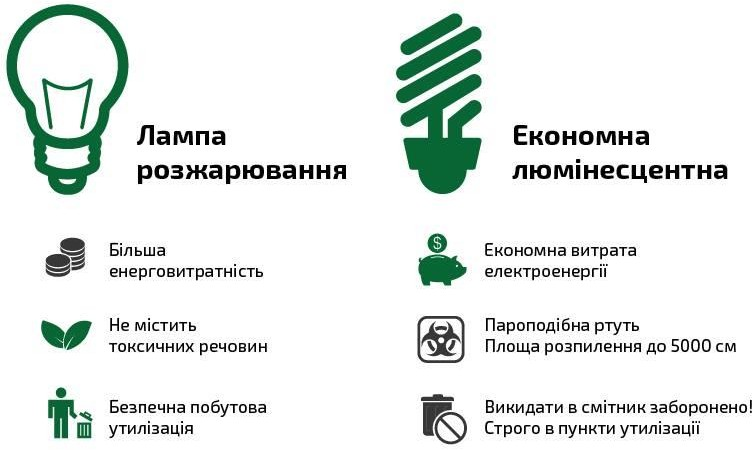 Лампа
розжарювання
Більша
енерговитратність
Не містить
токсичних речовин
Безпечна побутова
утилізація
Економна
люмінесцентна
$
Економна витрата
електроенергії
Пароподібна ртуть
Площа розпилення до 5000 см
Викидати в смітник заборонено!
Строго в пункти утилізації